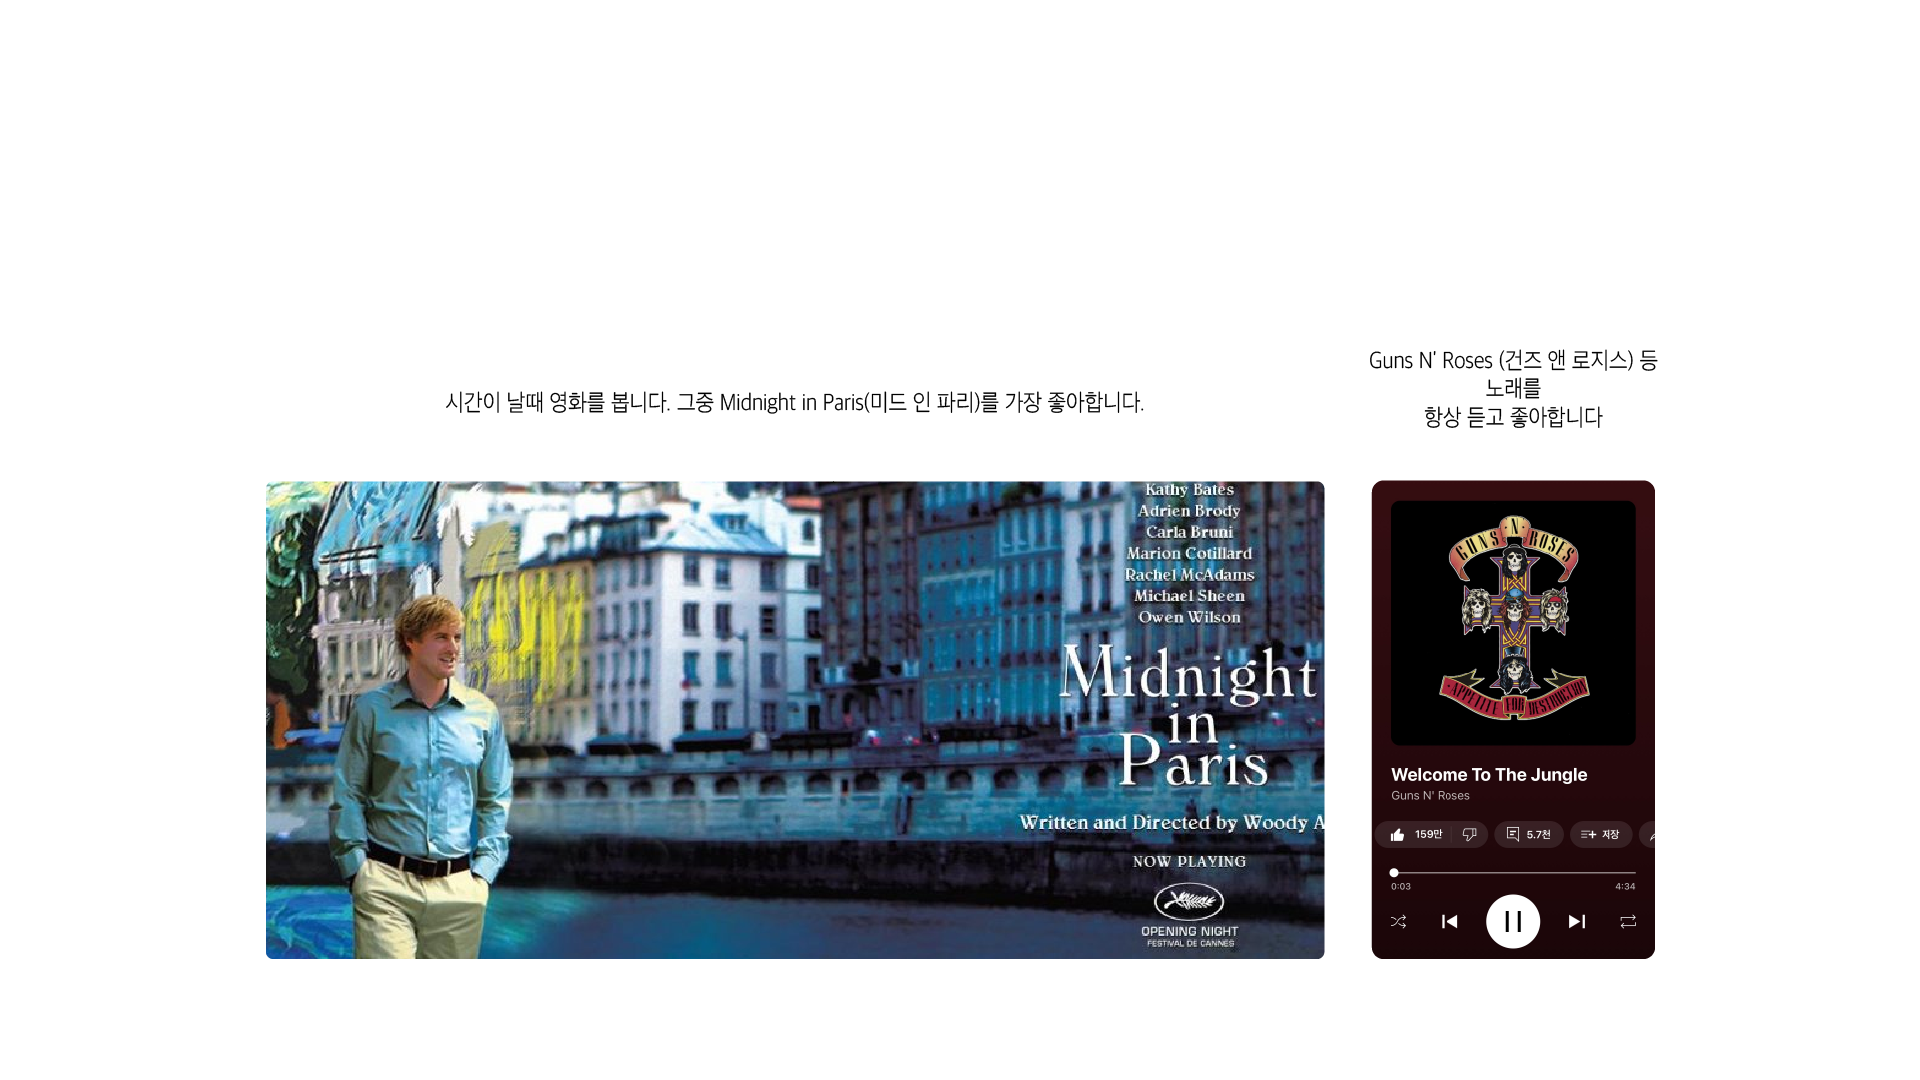 시간이 날때 영화를 봅니다. 그중 Midnight in Paris(미드 인 파리)를 가장 좋아합니다.
Guns N' Roses (건즈 앤 로지스) 등
노래를
항상 듣고 좋아합니다
Kathy Bates
Adrien Brody
Carla Bruni
Marion Cotillard
Rachel McAdams
Michael Sheen
Owen Wilson
Midnight
in
Paris
Written and Directed by Woody A
NOW PLAYING
OPENING NIGHT
FESTIVAL DE CANNES
GUNS N ROSES
APPETITE FOR DESTRUCTION
Welcome To The Jungle
Guns N' Roses
159만 5.7천 저장
0:03 4:34